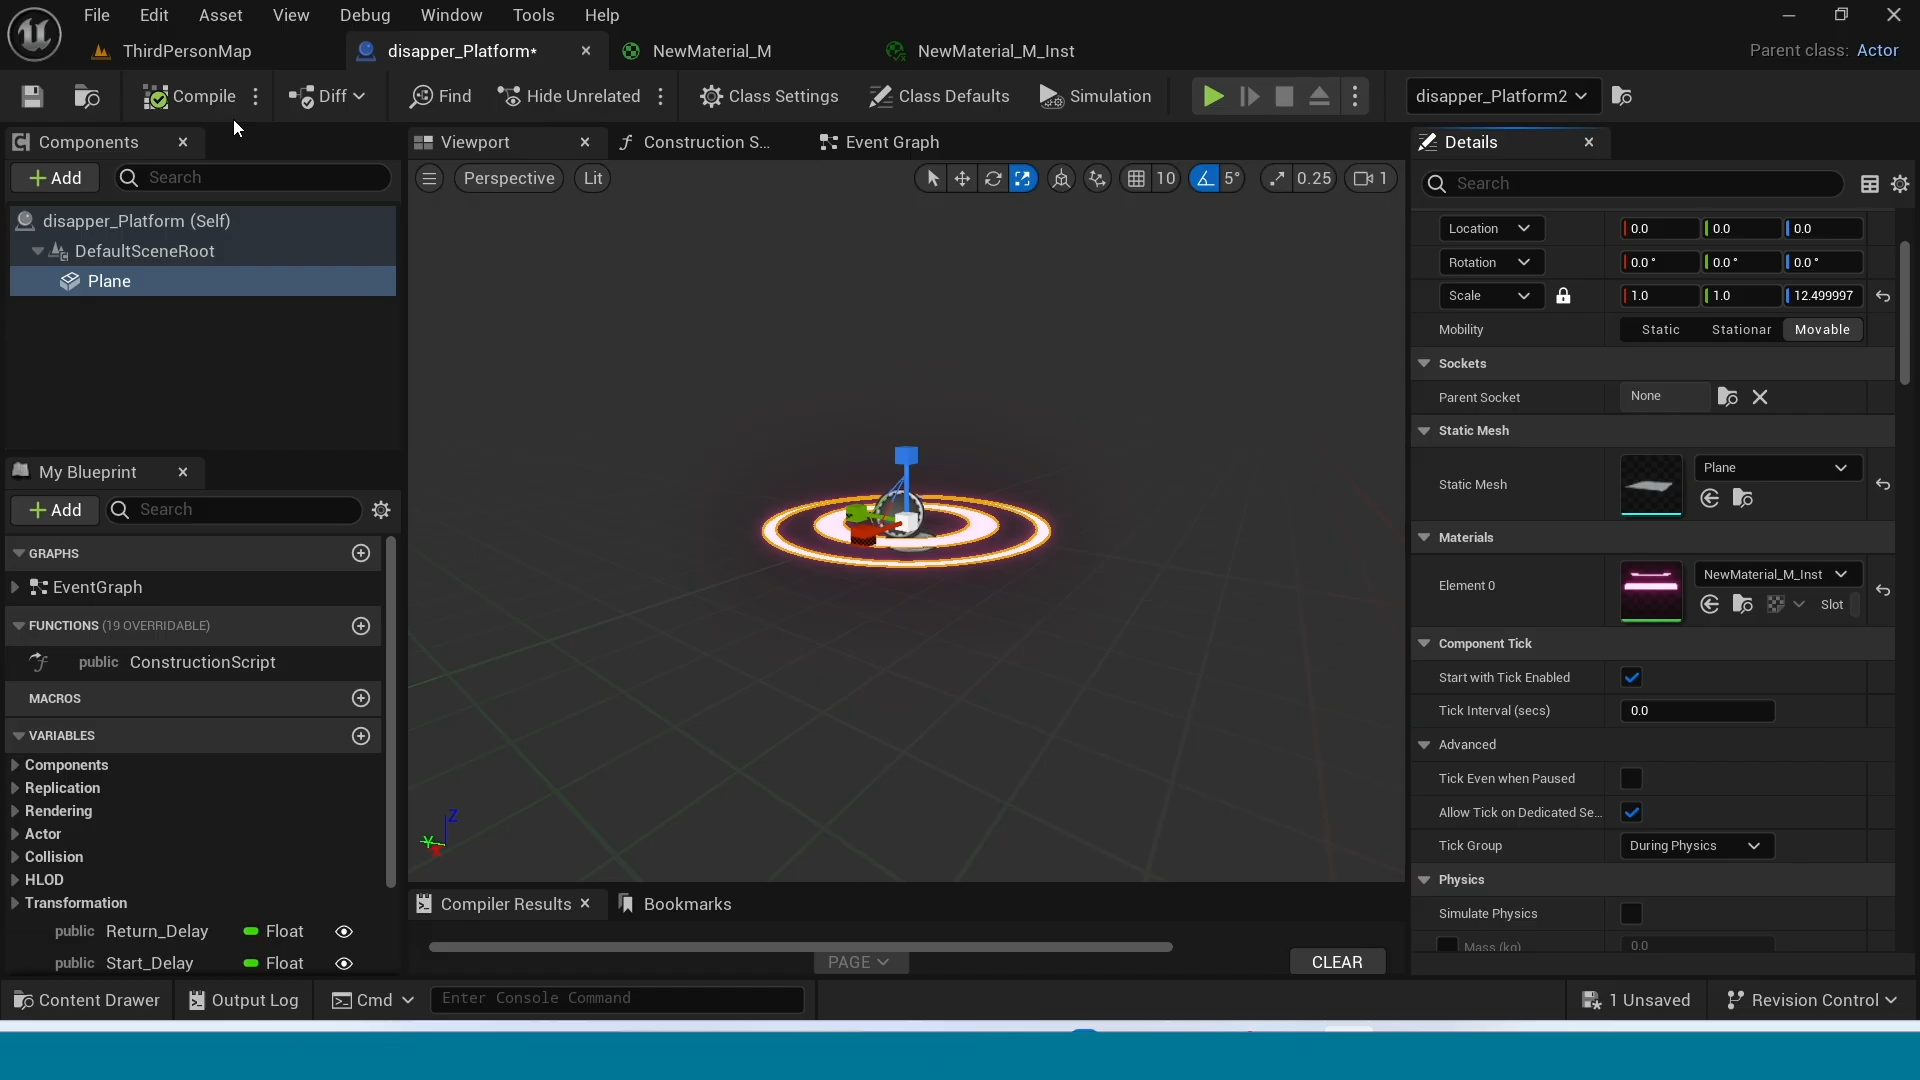 File Edit Asset View Debug Window Tools Help
ThirdPersonMap
disapper_Platform*
NewMaterial_M
NewMaterial_M_Inst
Parent class: Actor
Compile
Diff
Find
Hide Unrelated
Class Settings
Class Defaults
Simulation
disapper_Platform2
Components
Add
Search
disapper_Platform (Self)
DefaultSceneRoot
Plane
My Blueprint
Add
Search
GRAPHS
EventGraph
FUNCTIONS (19 OVERRIDABLE)
public ConstructionScript
MACROS
VARIABLES
Components
Replication
Rendering
Actor
Collision
HLOD
Transformation
public Return_Delay Float
public Start_Delay Float
Viewport
Construction S...
Event Graph
Perspective
Lit
10
5°
0.25
1
Z
Y
Compiler Results
Bookmarks
PAGE
CLEAR
Details
Search
Location 0.0 0.0 0.0
Rotation 0.0° 0.0° 0.0°
Scale 1.0 1.0 12.499997
Mobility Static Stationar Movable
Sockets
Parent Socket None
Static Mesh
Static Mesh Plane
Materials
Element 0 NewMaterial_M_Inst
Slot
Component Tick
Start with Tick Enabled
Tick Interval (secs) 0.0
Advanced
Tick Even when Paused
Allow Tick on Dedicated Se...
Tick Group During Physics
Physics
Simulate Physics
Mass (kg) 0.0
Content Drawer
Output Log
Cmd
Enter Console Command
1 Unsaved
Revision Control